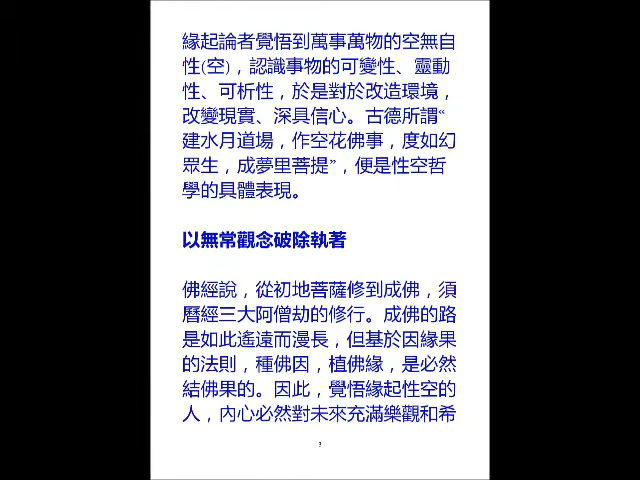 緣起論者覺悟到萬事萬物的空無自
性(空)，認識事物的可變性、靈動
性、可析性，於是對於改造環境，
改變現實、深具信心。古德所謂“
建水月道場，作空花佛事，度如幻
眾生，成夢里菩提”，便是性空哲
學的具體表現。
以無常觀念破除執著
佛經說，從初地菩薩修到成佛，須
曆經三大阿僧劫的修行。成佛的路
是如此遙遠而漫長，但基於因緣果
的法則，種佛因，植佛緣，是必然
結佛果的。因此，覺悟緣起性空的
人，內心必然對未來充滿樂觀和希
3